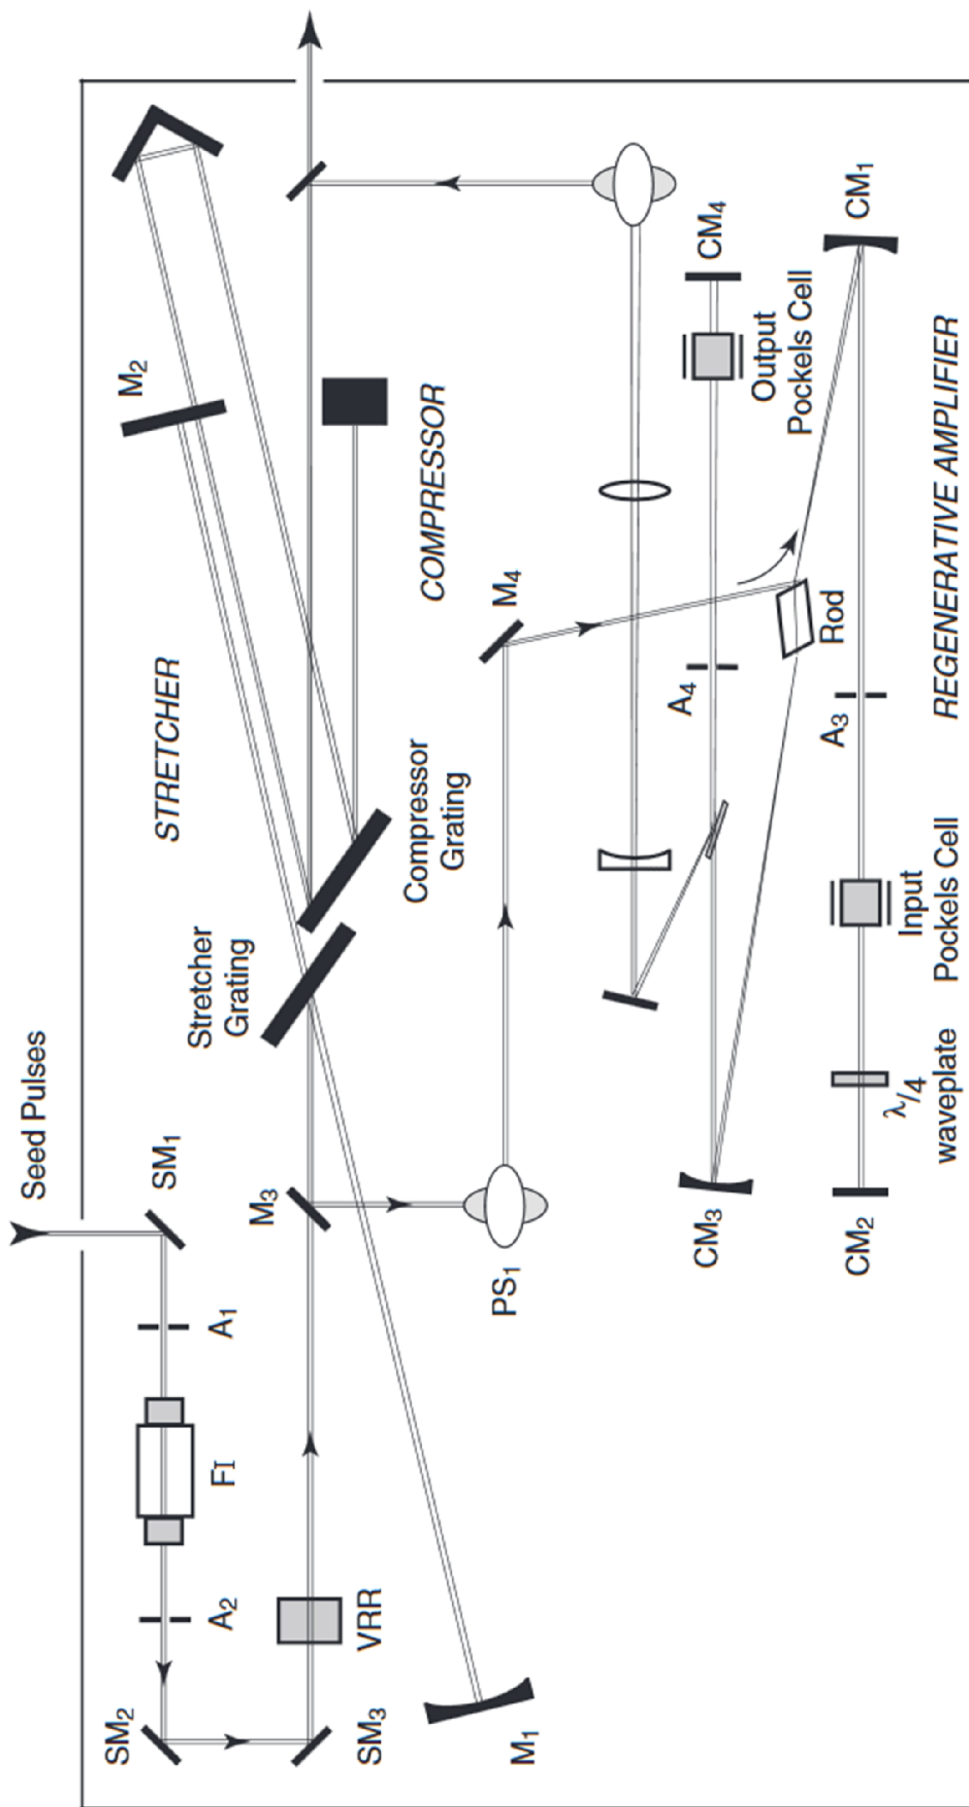 Seed Pulses
SM1
A1
FI
A2
SM2
SM3
VRR
M3
M1
PS1
Stretcher
Grating
STRETCHER
M2
Compressor
Grating
COMPRESSOR
M4
A4
CM4
Output
Pockels Cell
CM1
Rod
A3
REGENERATIVE AMPLIFIER
Input
Pockels Cell
λ/4
waveplate
CM3
CM2